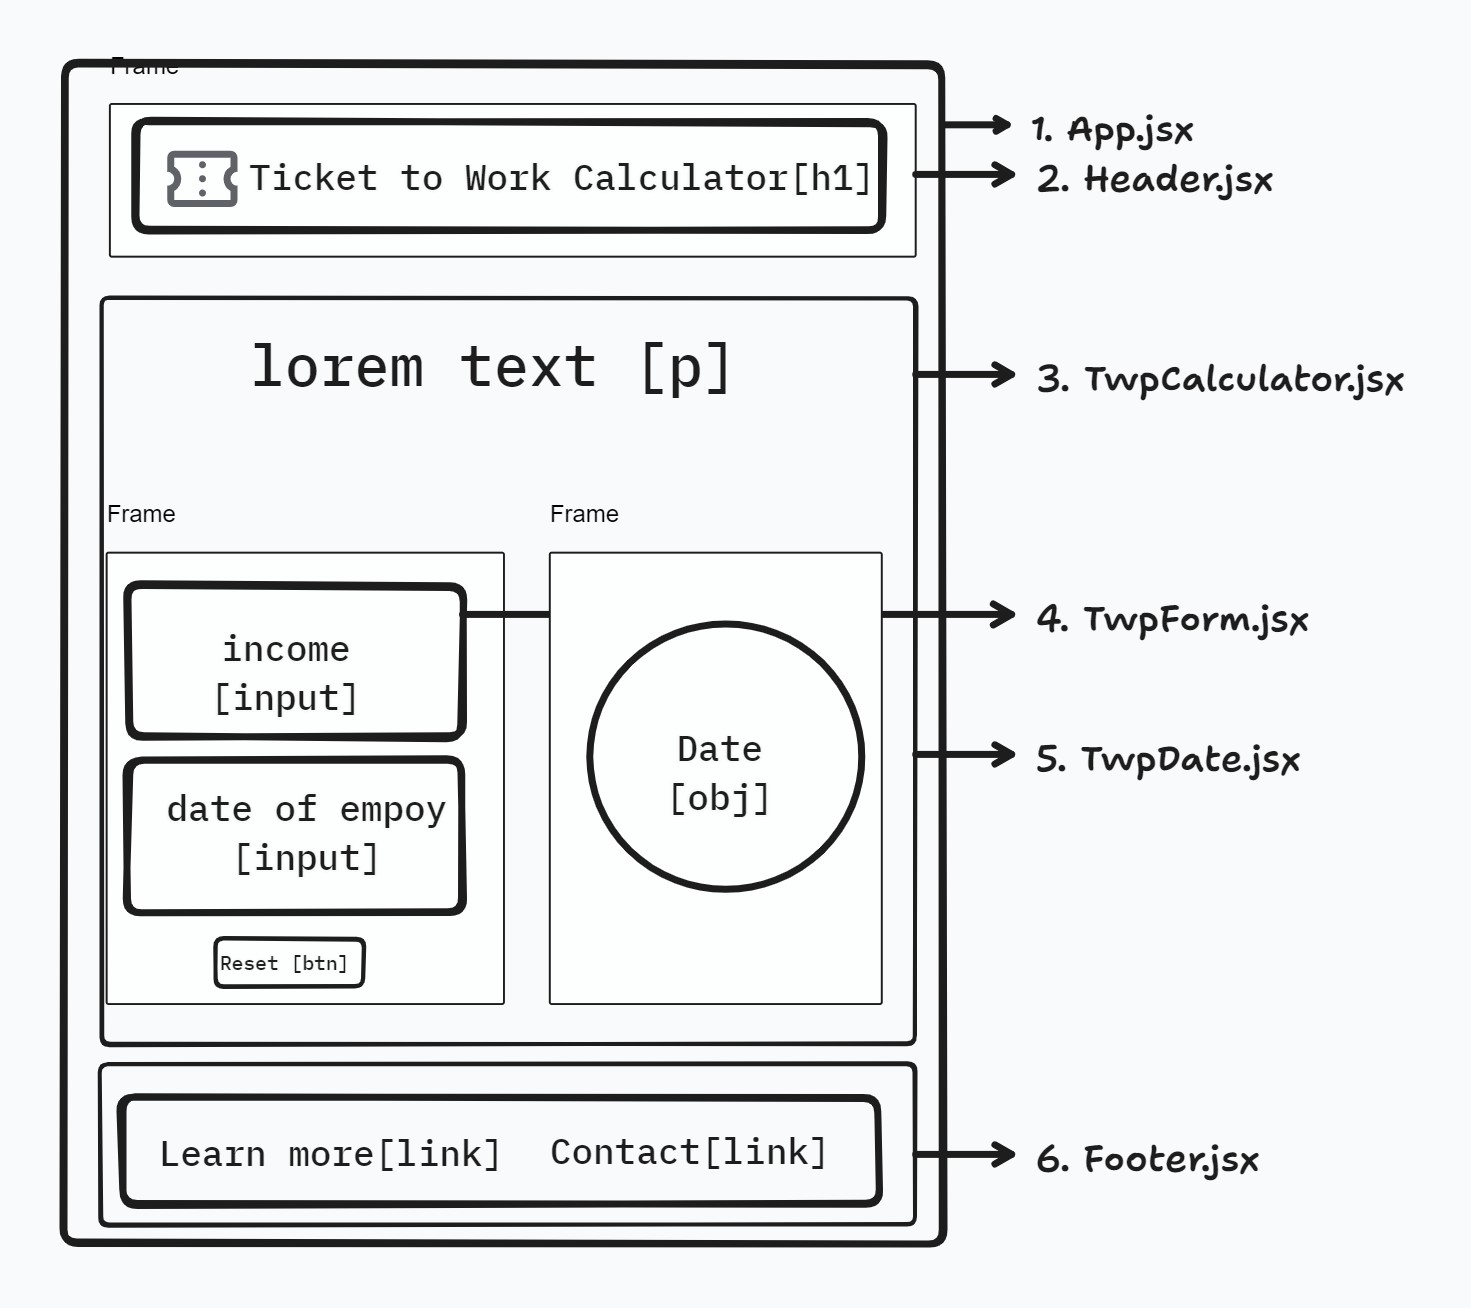 Frame
1. App.jsx
Ticket to Work Calculator[h1]
2. Header.jsx
lorem text [p]
3. TwpCalculator.jsx
Frame
Frame
income
[input]
4. TwpForm.jsx
date of empoy
[input]
Reset [btn]
Date
[obj]
5. TwpDate.jsx
Learn more[link]
Contact[link]
6. Footer.jsx